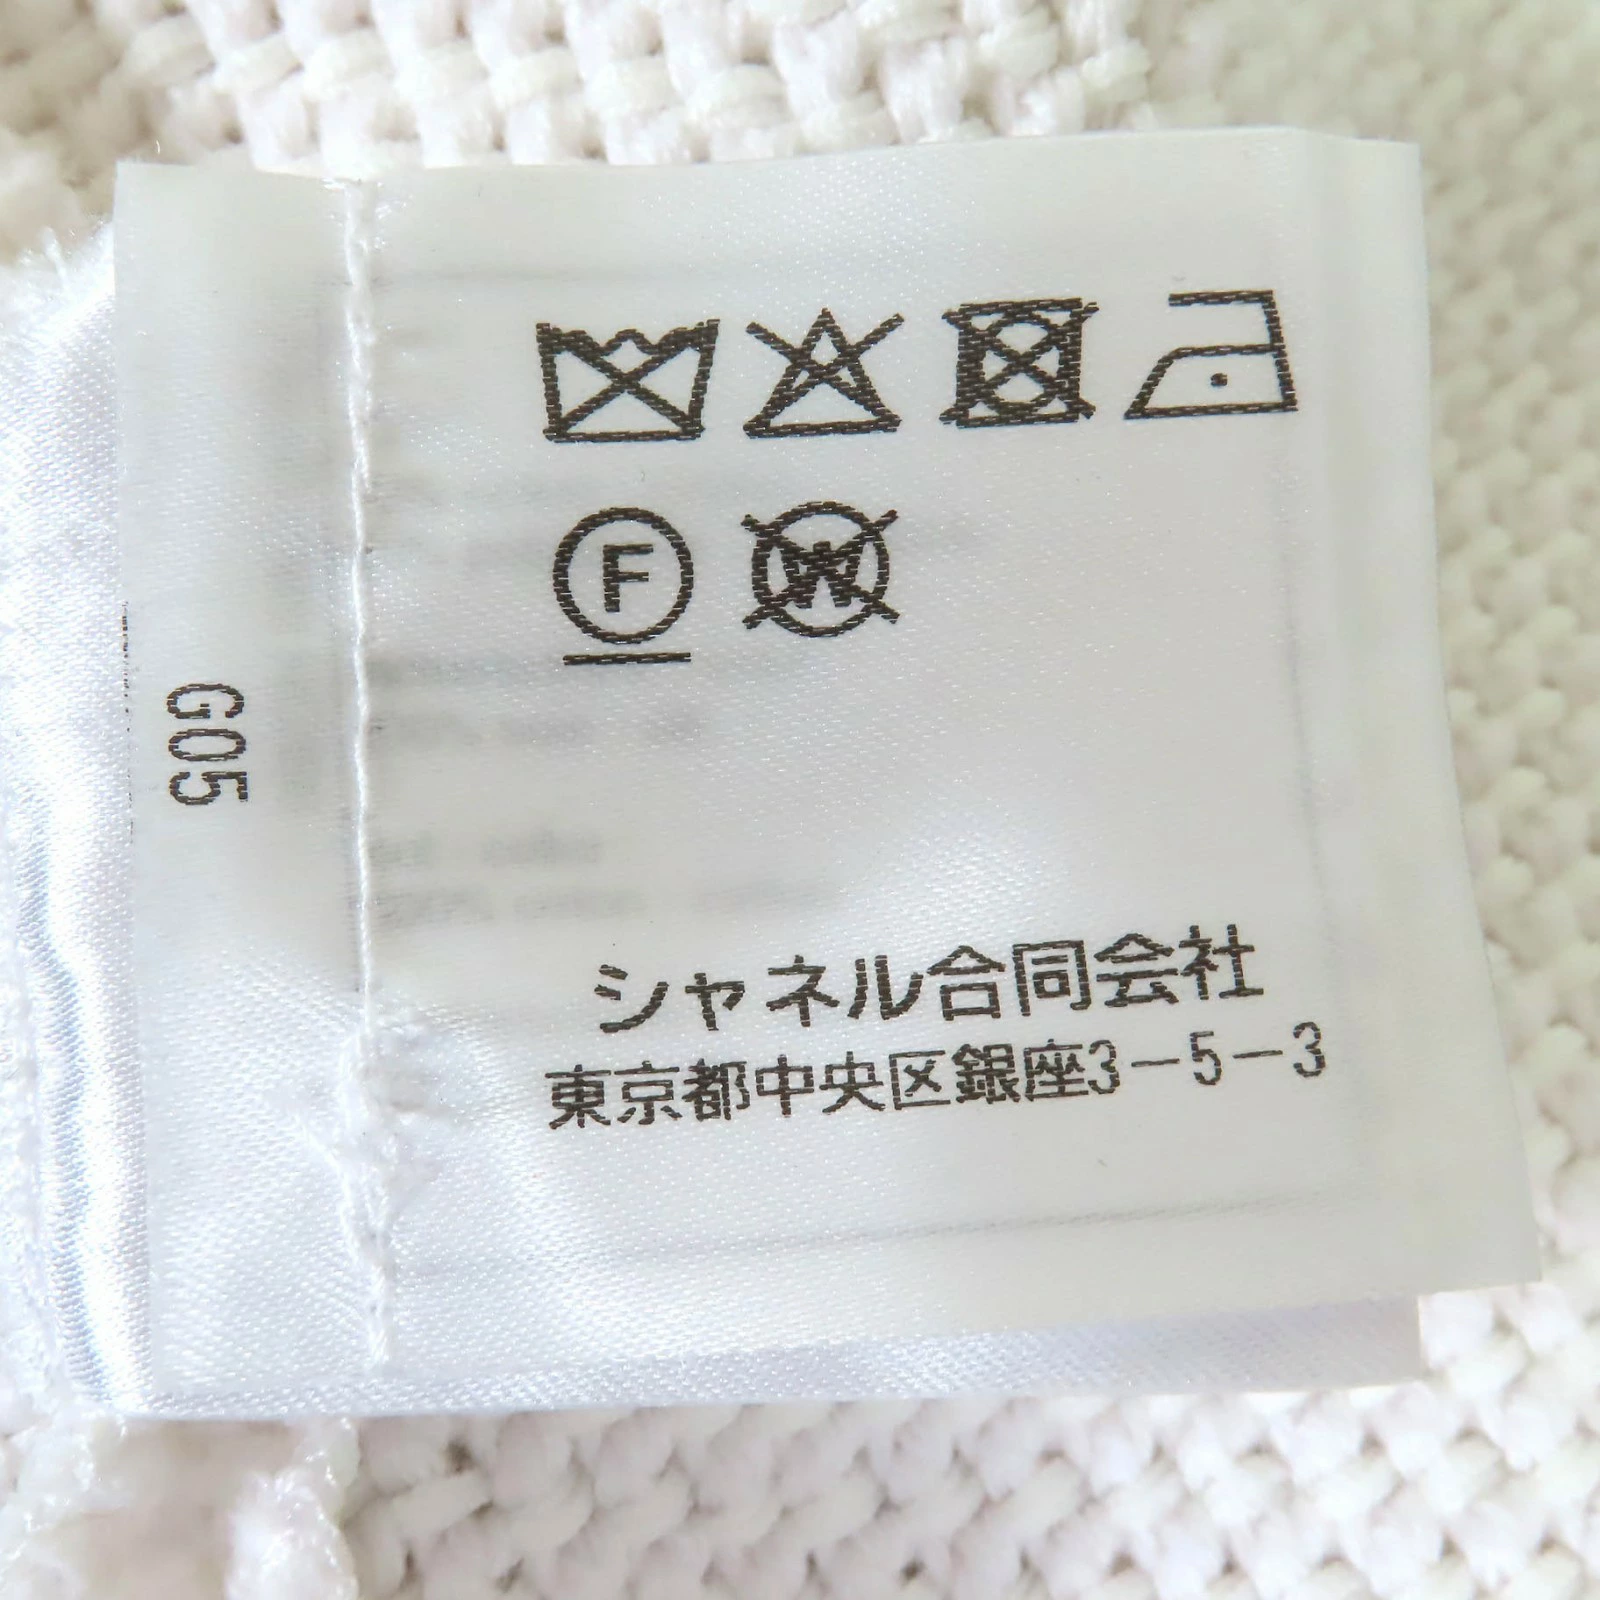 F W
G05
シャネル合同会社
東京都中央区銀座3-5-3